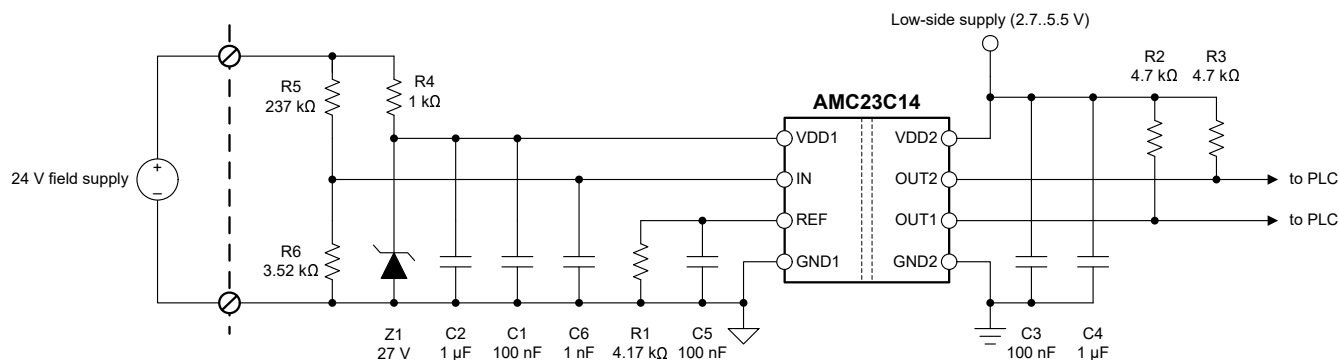 Low-side supply (2.7..5.5 V)
R5
237 kΩ
R4
1 kΩ
R2
4.7 kΩ
R3
4.7 kΩ
AMC23C14
VDD1
VDD2
24 V field supply
+
–
IN
OUT2
to PLC
REF
OUT1
to PLC
R6
3.52 kΩ
GND1
GND2
Z1
27 V
C2
1 µF
C1
100 nF
C6
1 nF
R1
4.17 kΩ
C5
100 nF
C3
100 nF
C4
1 µF